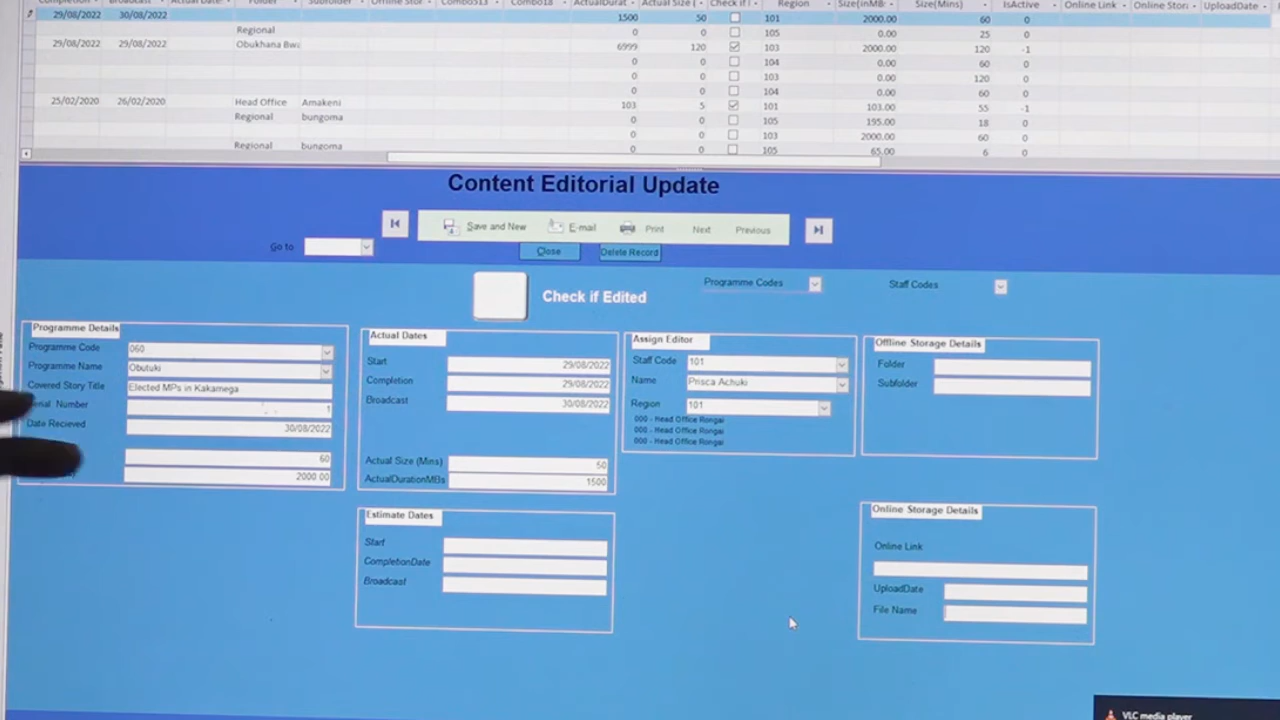 Completion Broadcast Actual Date Folder Subfolder Offline Stor Combo313 Combo18 ActualDurat Actual Size ( Check if I Region Size(inMB Size(Mins) IsActive Online Link Online Stor UploadDate
29/08/2022 30/08/2022 1500 50 101 2000.00 60 0
Regional 0 0 105 0.00 25 0
29/08/2022 29/08/2022 Obukhana Bwa 6999 120 103 2000.00 120 -1
0 0 104 0.00 60 0
0 0 103 0.00 120 0
0 0 104 0.00 60 0
25/02/2020 26/02/2020 Head Office Amakeni 103 5 101 103.00 55 -1
Regional bungoma 0 0 105 195.00 18 0
0 0 103 2000.00 60 0
Regional bungoma 0 0 105 65.00 6 0
Content Editorial Update
Save and New E-mail Print Next Previous
Go to
Close Delete Record
Check if Edited
Programme Codes
Staff Codes
Programme Details
Programme Code 060
Programme Name Obutuki
Covered Story Title Elected MPs in Kakamega
Number 1
Date Recieved 30/08/2022
60
2000.00
Actual Dates
Start 29/08/2022
Completion 29/08/2022
Broadcast 30/08/2022
Actual Size (Mins) 50
ActualDurationMBs 1500
Assign Editor
Staff Code 101
Name Prisca Achuki
Region 101
000 - Head Office Rongai
000 - Head Office Rongai
000 - Head Office Rongai
Offline Storage Details
Folder
Subfolder
Estimate Dates
Start
CompletionDate
Broadcast
Online Storage Details
Online Link
UploadDate
File Name
VLC media player